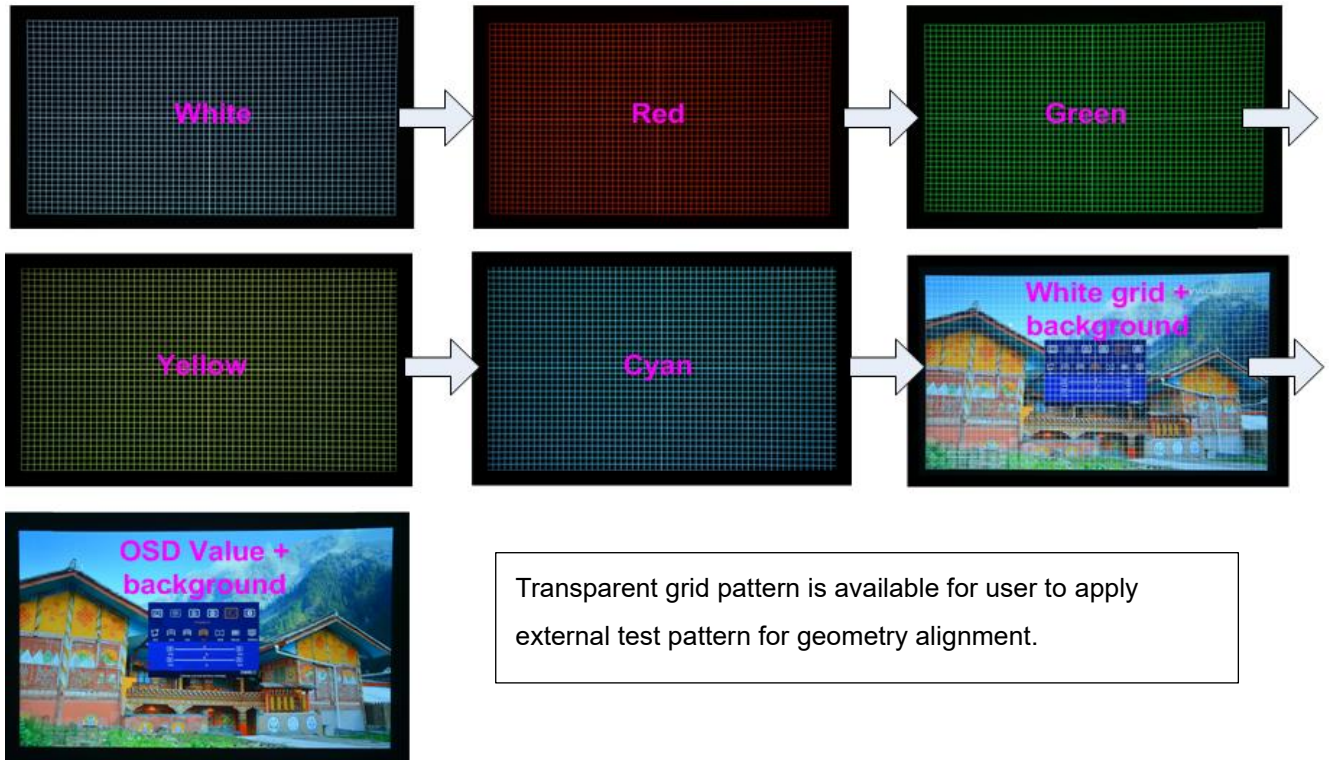 White
Red
Green
Yellow
Cyan
White grid +
background
OSD Value +
background
Transparent grid pattern is available for user to apply
external test pattern for geometry alignment.